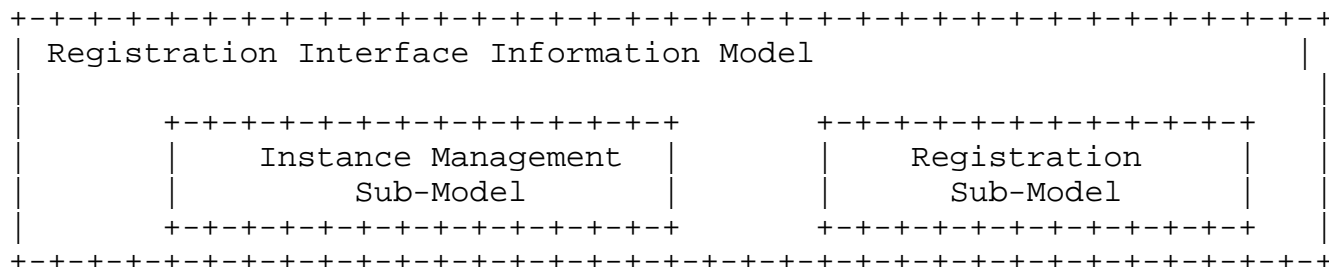 Registration Interface Information Model
Instance Management Registration
Sub-Model Sub-Model